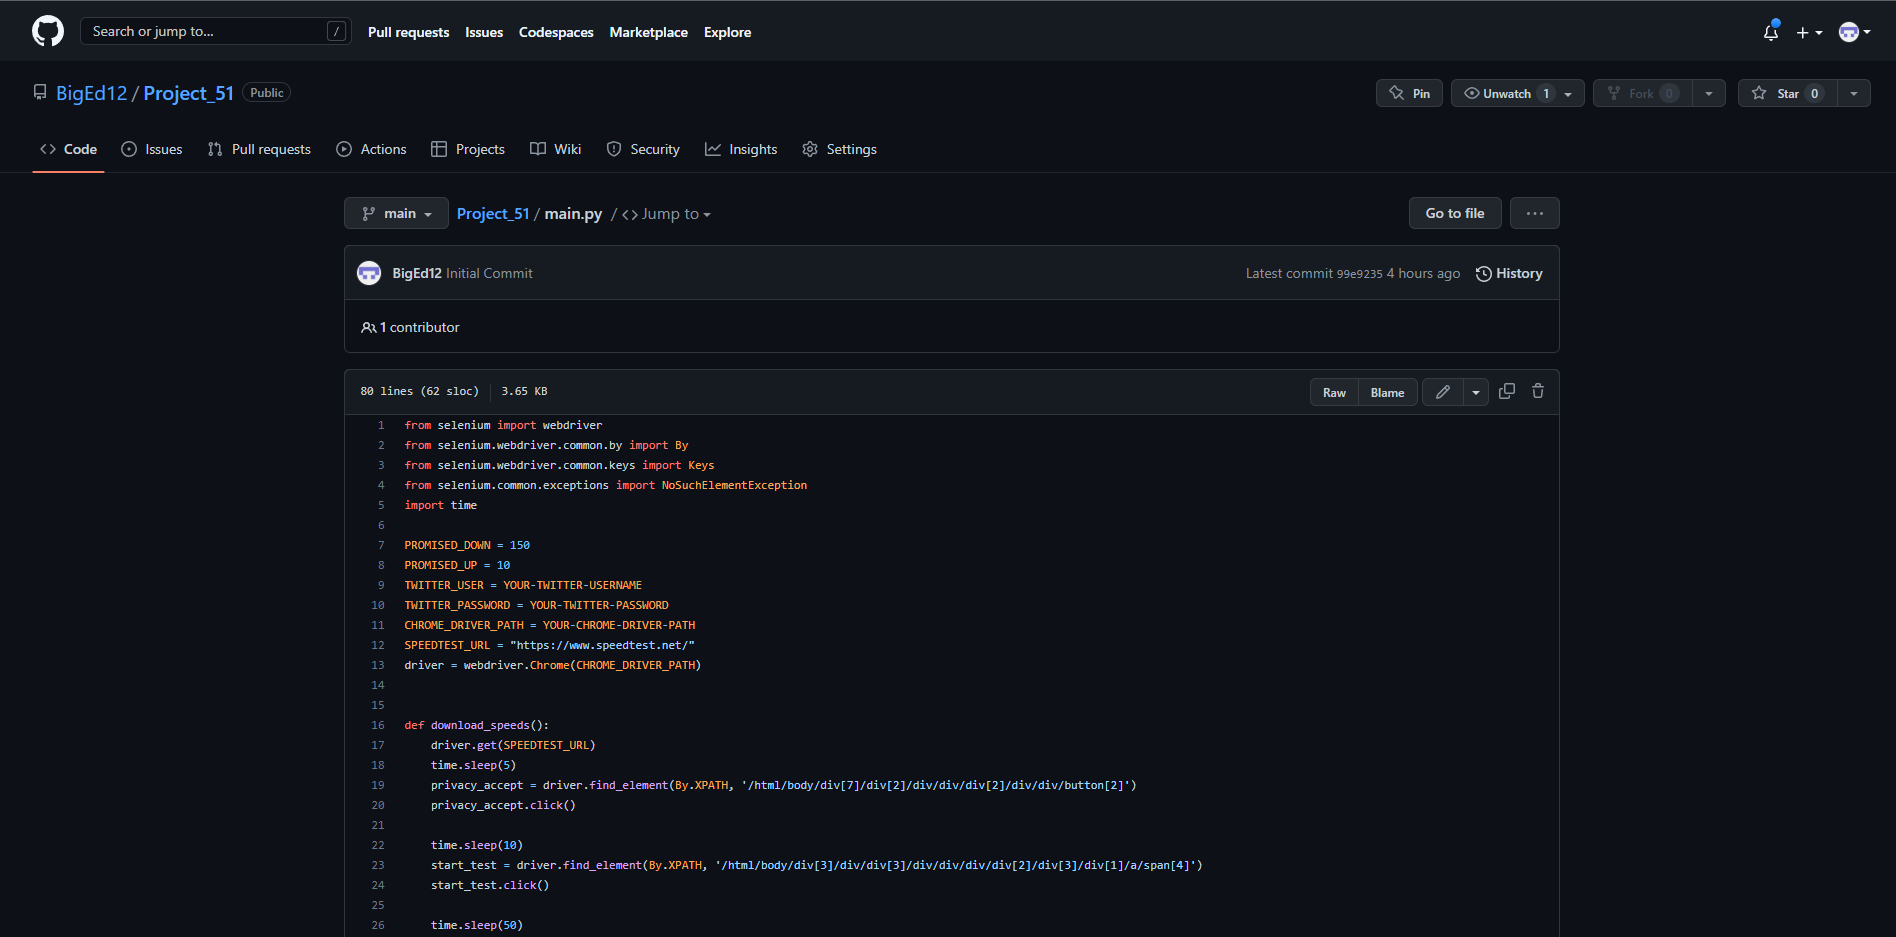 Search or jump to... /
Pull requests Issues Codespaces Marketplace Explore
BigEd12 / Project_51 Public
Pin Unwatch 1 Fork 0 Star 0
Code Issues Pull requests Actions Projects Wiki Security Insights Settings
main Project_51 / main.py / <> Jump to
Go to file ...
BigEd12 Initial Commit
Latest commit 99e9235 4 hours ago History
1 contributor
80 lines (62 sloc) 3.65 KB
Raw Blame
1 from selenium import webdriver
2 from selenium.webdriver.common.by import By
3 from selenium.webdriver.common.keys import Keys
4 from selenium.common.exceptions import NoSuchElementException
5 import time
6
7 PROMISED_DOWN = 150
8 PROMISED_UP = 10
9 TWITTER_USER = YOUR-TWITTER-USERNAME
10 TWITTER_PASSWORD = YOUR-TWITTER-PASSWORD
11 CHROME_DRIVER_PATH = YOUR-CHROME-DRIVER-PATH
12 SPEEDTEST_URL = "https://www.speedtest.net/"
13 driver = webdriver.Chrome(CHROME_DRIVER_PATH)
14
15
16 def download_speeds():
17 driver.get(SPEEDTEST_URL)
18 time.sleep(5)
19 privacy_accept = driver.find_element(By.XPATH, '/html/body/div[7]/div[2]/div/div/div[2]/div/div/button[2]')
20 privacy_accept.click()
21
22 time.sleep(10)
23 start_test = driver.find_element(By.XPATH, '/html/body/div[3]/div/div[3]/div/div/div/div[2]/div[3]/div[1]/a/span[4]')
24 start_test.click()
25
26 time.sleep(50)